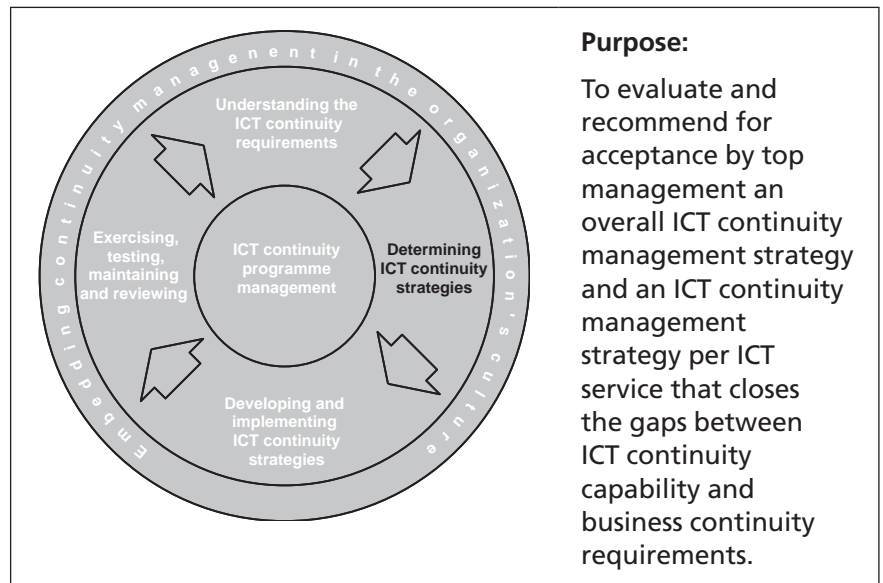 Embedding continuity management in the organization's culture
Understanding the
ICT continuity
requirements
Exercising,
testing,
maintaining
and reviewing
ICT continuity
programme
management
Determining
ICT continuity
strategies
Developing and
implementing
ICT continuity
strategies
Purpose:
To evaluate and
recommend for
acceptance by top
management an
overall ICT continuity
management strategy
and an ICT continuity
management
strategy per ICT
service that closes
the gaps between
ICT continuity
capability and
business continuity
requirements.